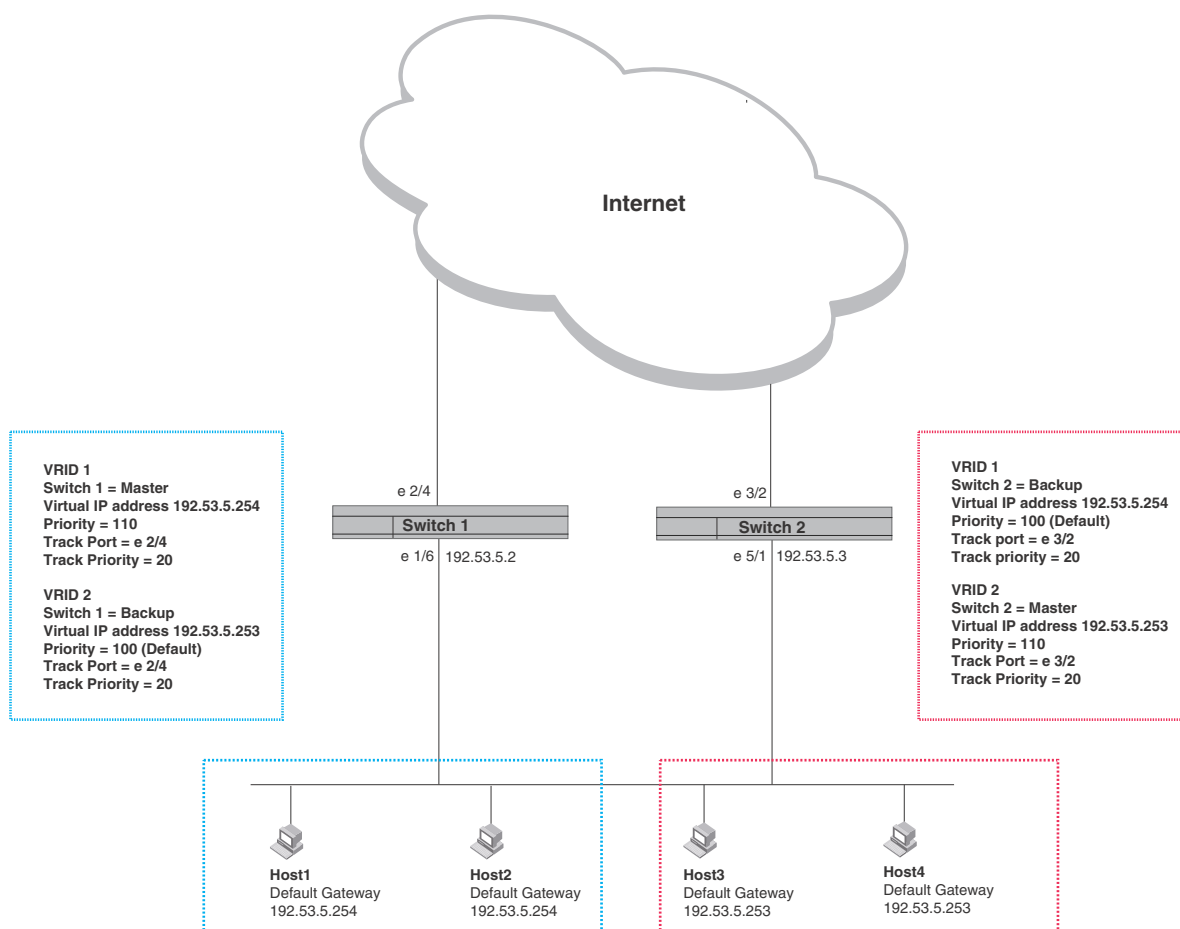 Internet
VRID 1
Switch 1 = Master
Virtual IP address 192.53.5.254
Priority = 110
Track Port = e 2/4
Track Priority = 20
VRID 2
Switch 1 = Backup
Virtual IP address 192.53.5.253
Priority = 100 (Default)
Track Port = e 2/4
Track Priority = 20
e 2/4
Switch 1
e 1/6
192.53.5.2
e 3/2
Switch 2
e 5/1
192.53.5.3
VRID 1
Switch 2 = Backup
Virtual IP address 192.53.5.254
Priority = 100 (Default)
Track port = e 3/2
Track priority = 20
VRID 2
Switch 2 = Master
Virtual IP address 192.53.5.253
Priority = 110
Track Port = e 3/2
Track Priority = 20
Host1
Default Gateway
192.53.5.254
Host2
Default Gateway
192.53.5.254
Host3
Default Gateway
192.53.5.253
Host4
Default Gateway
192.53.5.253